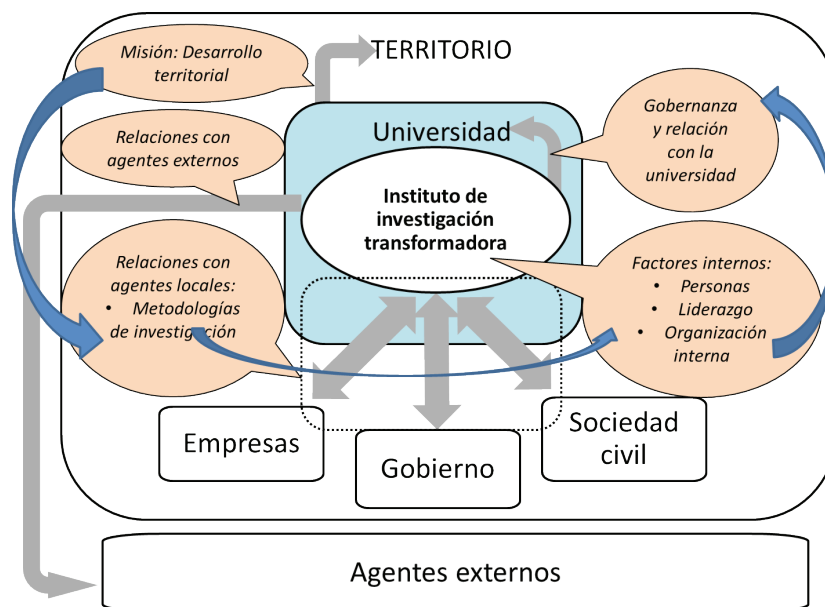 Misión: Desarrollo
territorial
TERRITORIO
Relaciones con
agentes externos
Universidad
Gobernanza
y relación
con la
universidad
Instituto de
investigación
transformadora
Relaciones con
agentes locales:
• Metodologías
de investigación
Factores internos:
• Personas
• Liderazgo
• Organización
interna
Empresas
Gobierno
Sociedad
civil
Agentes externos